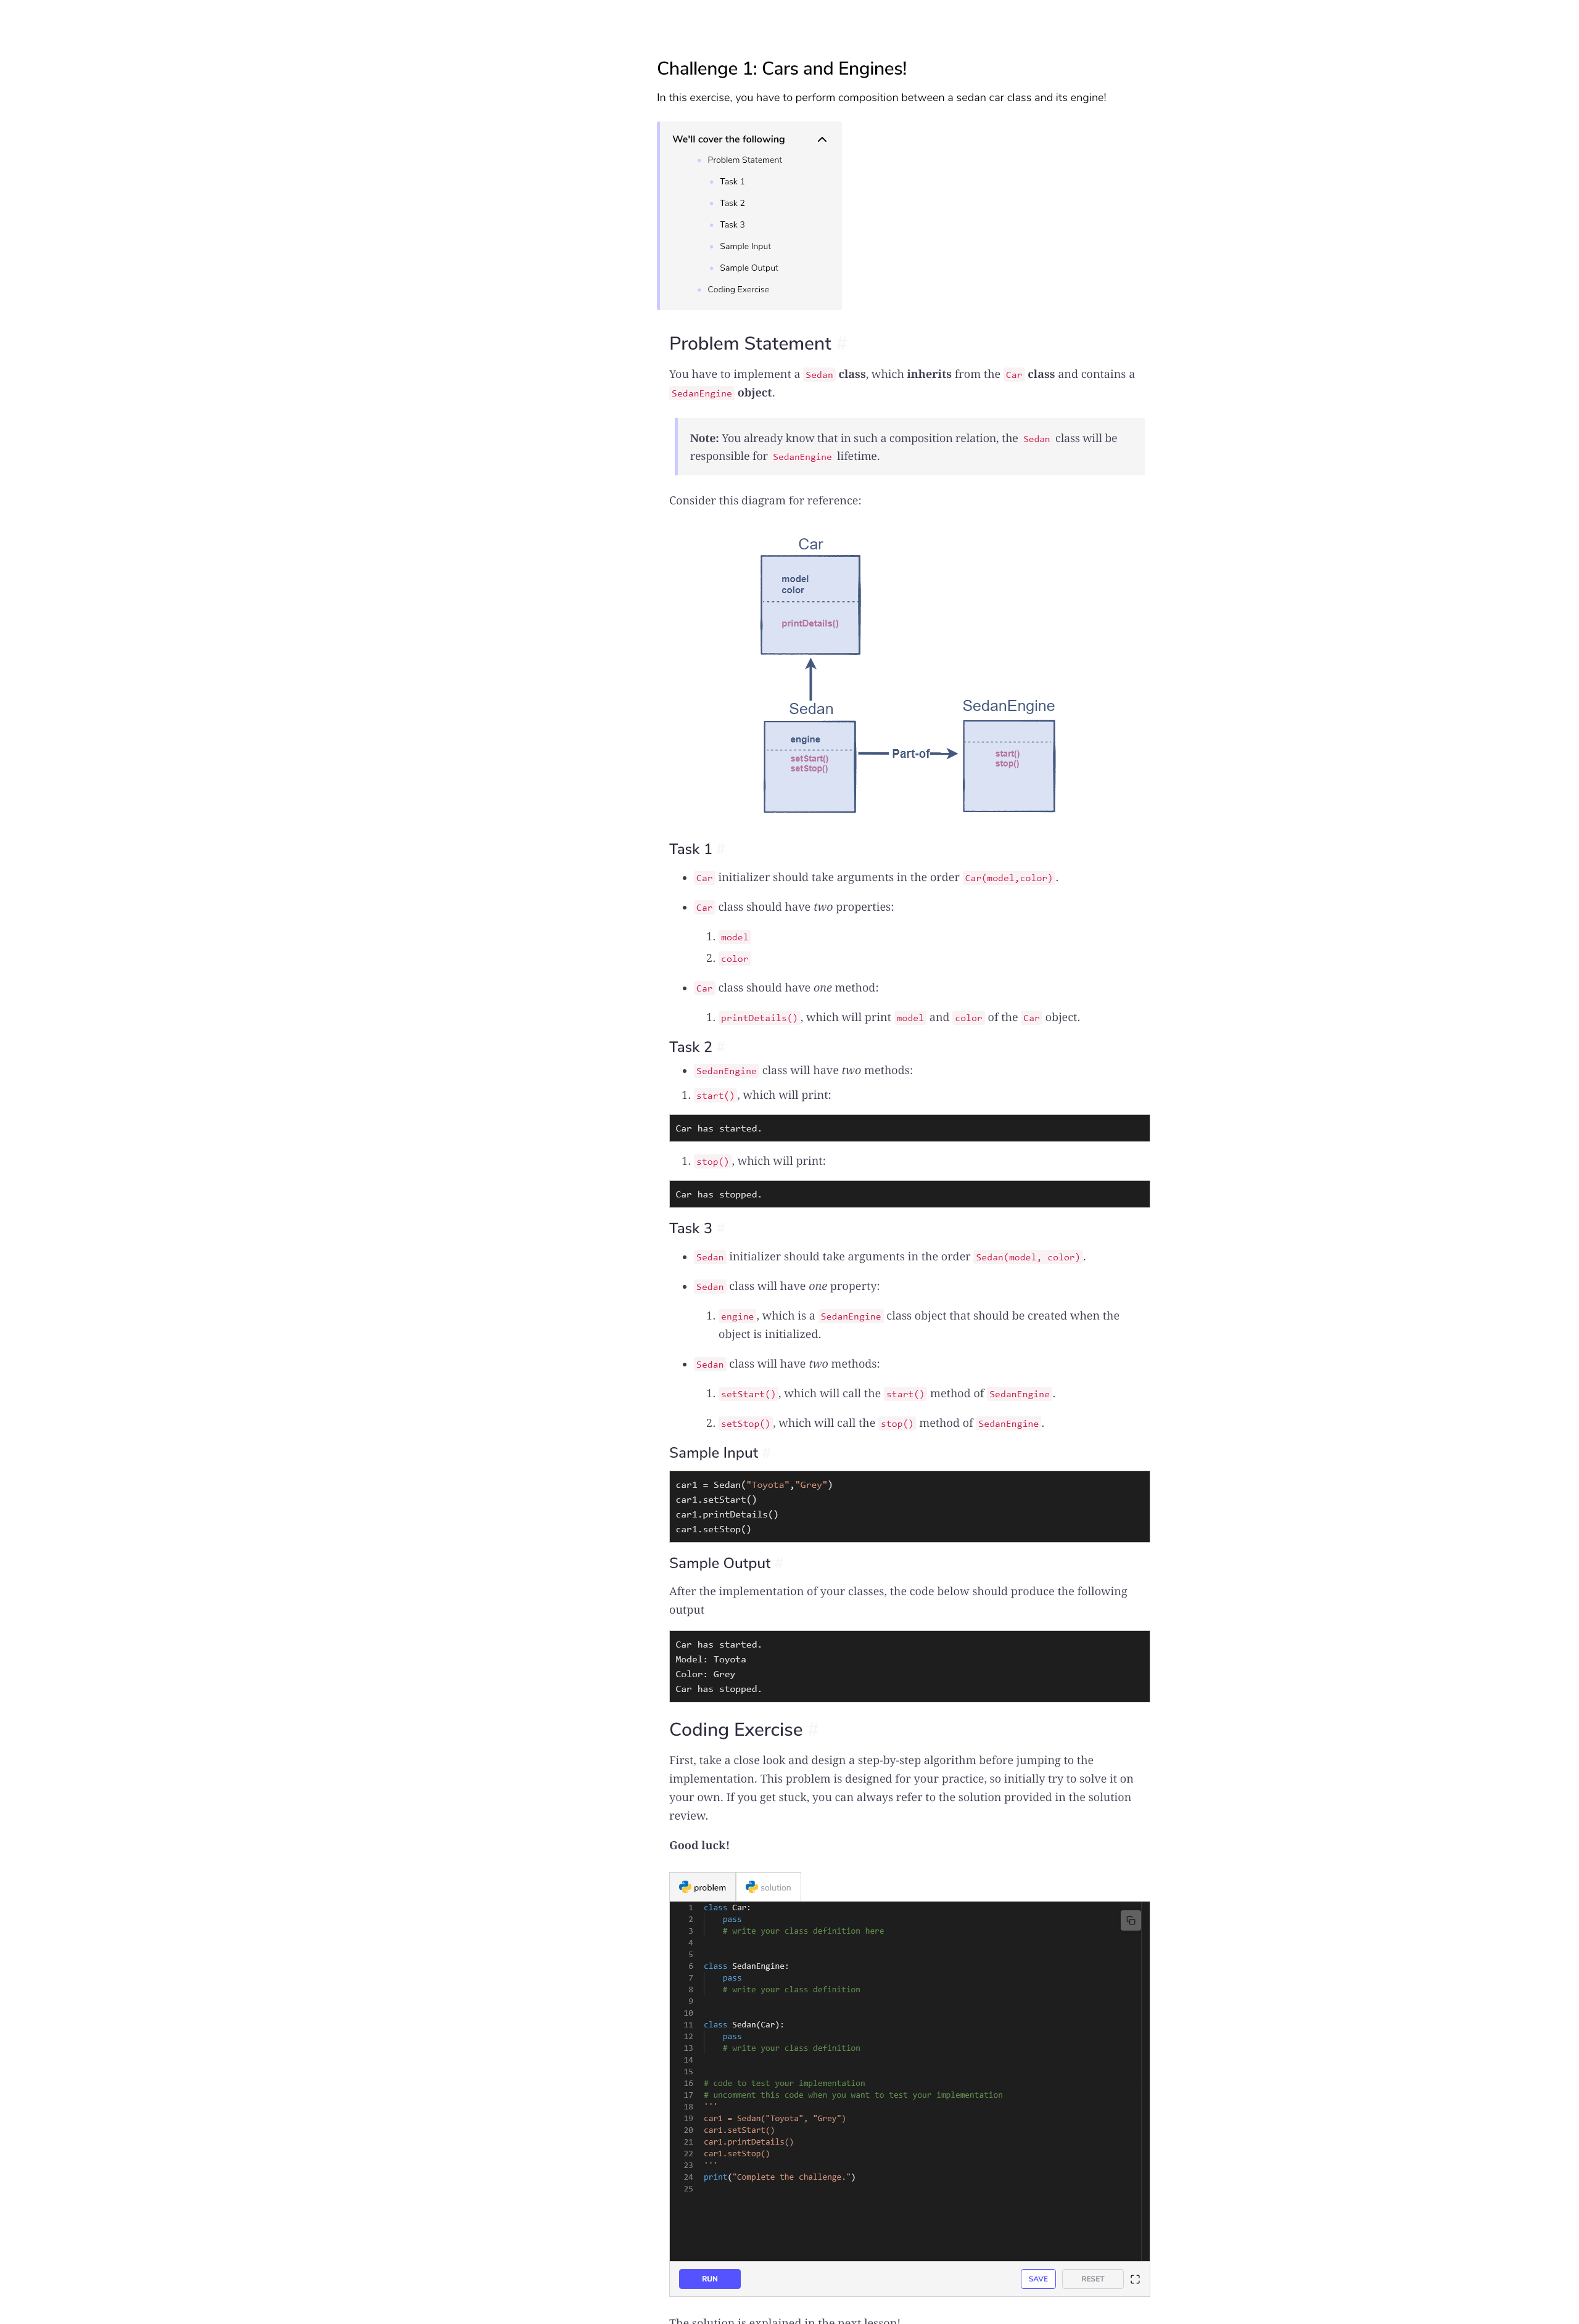 Challenge 1: Cars and Engines!
In this exercise, you have to perform composition between a sedan car class and its engine!
We'll cover the following
Problem Statement
Task 1
Task 2
Task 3
Sample Input
Sample Output
Coding Exercise
Problem Statement #
You have to implement a Sedan class, which inherits from the Car class and contains a
SedanEngine object.
Note: You already know that in such a composition relation, the Sedan class will be
responsible for SedanEngine lifetime.
Consider this diagram for reference:
Car
model
color
printDetails()
Sedan
engine
setStart()
setStop()
Part-of
SedanEngine
start()
stop()
Task 1 #
• Car initializer should take arguments in the order Car(model,color).
• Car class should have two properties:
1. model
2. color
• Car class should have one method:
1. printDetails(), which will print model and color of the Car object.
Task 2 #
• SedanEngine class will have two methods:
1. start(), which will print:
Car has started.
1. stop(), which will print:
Car has stopped.
Task 3 #
• Sedan initializer should take arguments in the order Sedan(model, color).
• Sedan class will have one property:
1. engine, which is a SedanEngine class object that should be created when the
object is initialized.
• Sedan class will have two methods:
1. setStart(), which will call the start() method of SedanEngine.
2. setStop(), which will call the stop() method of SedanEngine.
Sample Input #
car1 = Sedan("Toyota","Grey")
car1.setStart()
car1.printDetails()
car1.setStop()
Sample Output #
After the implementation of your classes, the code below should produce the following
output
Car has started.
Model: Toyota
Color: Grey
Car has stopped.
Coding Exercise #
First, take a close look and design a step-by-step algorithm before jumping to the
implementation. This problem is designed for your practice, so initially try to solve it on
your own. If you get stuck, you can always refer to the solution provided in the solution
review.
Good luck!
problem solution
1 class Car:
2 pass
3 # write your class definition here
4
5
6 class SedanEngine:
7 pass
8 # write your class definition
9
10
11 class Sedan(Car):
12 pass
13 # write your class definition
14
15
16 # code to test your implementation
17 # uncomment this code when you want to test your implementation
18 '''
19 car1 = Sedan("Toyota", "Grey")
20 car1.setStart()
21 car1.printDetails()
22 car1.setStop()
23 '''
24 print("Complete the challenge.")
25
RUN SAVE RESET
The solution is explained in the next lesson!